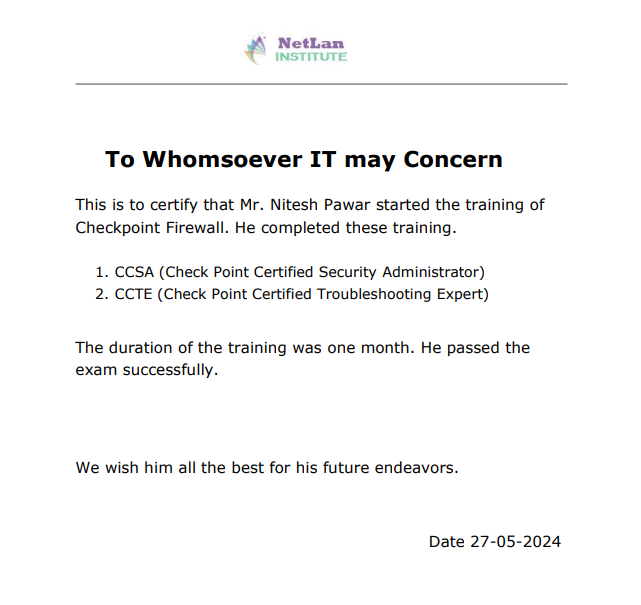 NetLan
INSTITUTE
To Whomsoever IT may Concern
This is to certify that Mr. Nitesh Pawar started the training of
Checkpoint Firewall. He completed these training.
1. CCSA (Check Point Certified Security Administrator)
2. CCTE (Check Point Certified Troubleshooting Expert)
The duration of the training was one month. He passed the
exam successfully.
We wish him all the best for his future endeavors.
Date 27-05-2024